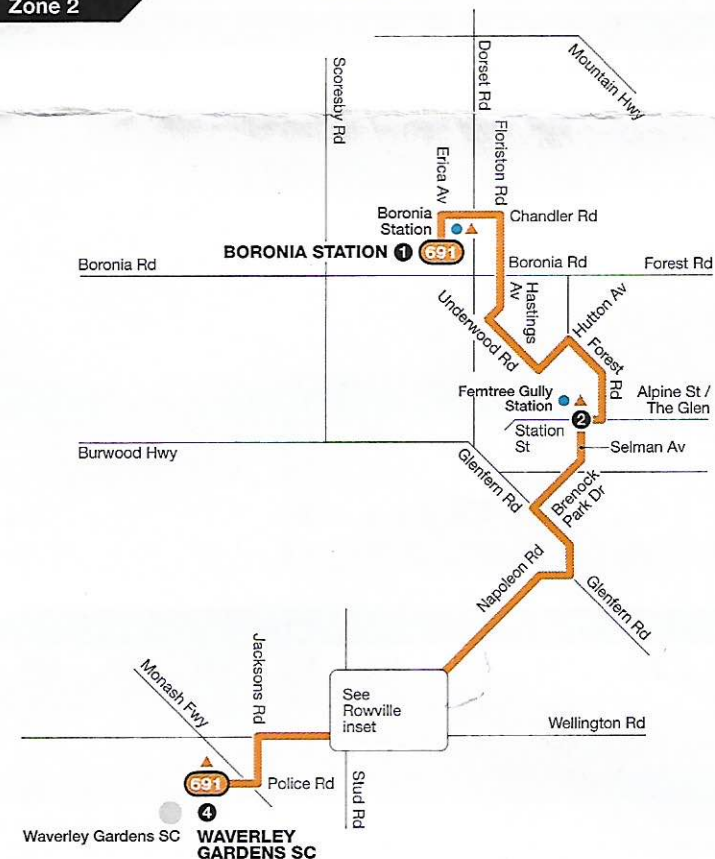 Zone 2
Mountain Hwy
Dorset Rd
Scoresby Rd
Floriston Rd
Erica Av
Boronia
Station
Chandler Rd
BORONIA STATION 1 691
Boronia Rd
Boronia Rd
Forest Rd
Hastings
Av
Hutton Av
Underwood Rd
Forest
Rd
Ferntree Gully
Station
Alpine St /
The Glen
2
Station
St
Selman Av
Burwood Hwy
Glenfern Rd
Brenock
Park Dr
Napoleon Rd
Glenfern Rd
Jacksons Rd
Monash Fwy
See
Rowville
inset
Wellington Rd
691
Police Rd
Stud Rd
4
Waverley Gardens SC
WAVERLEY
GARDENS SC